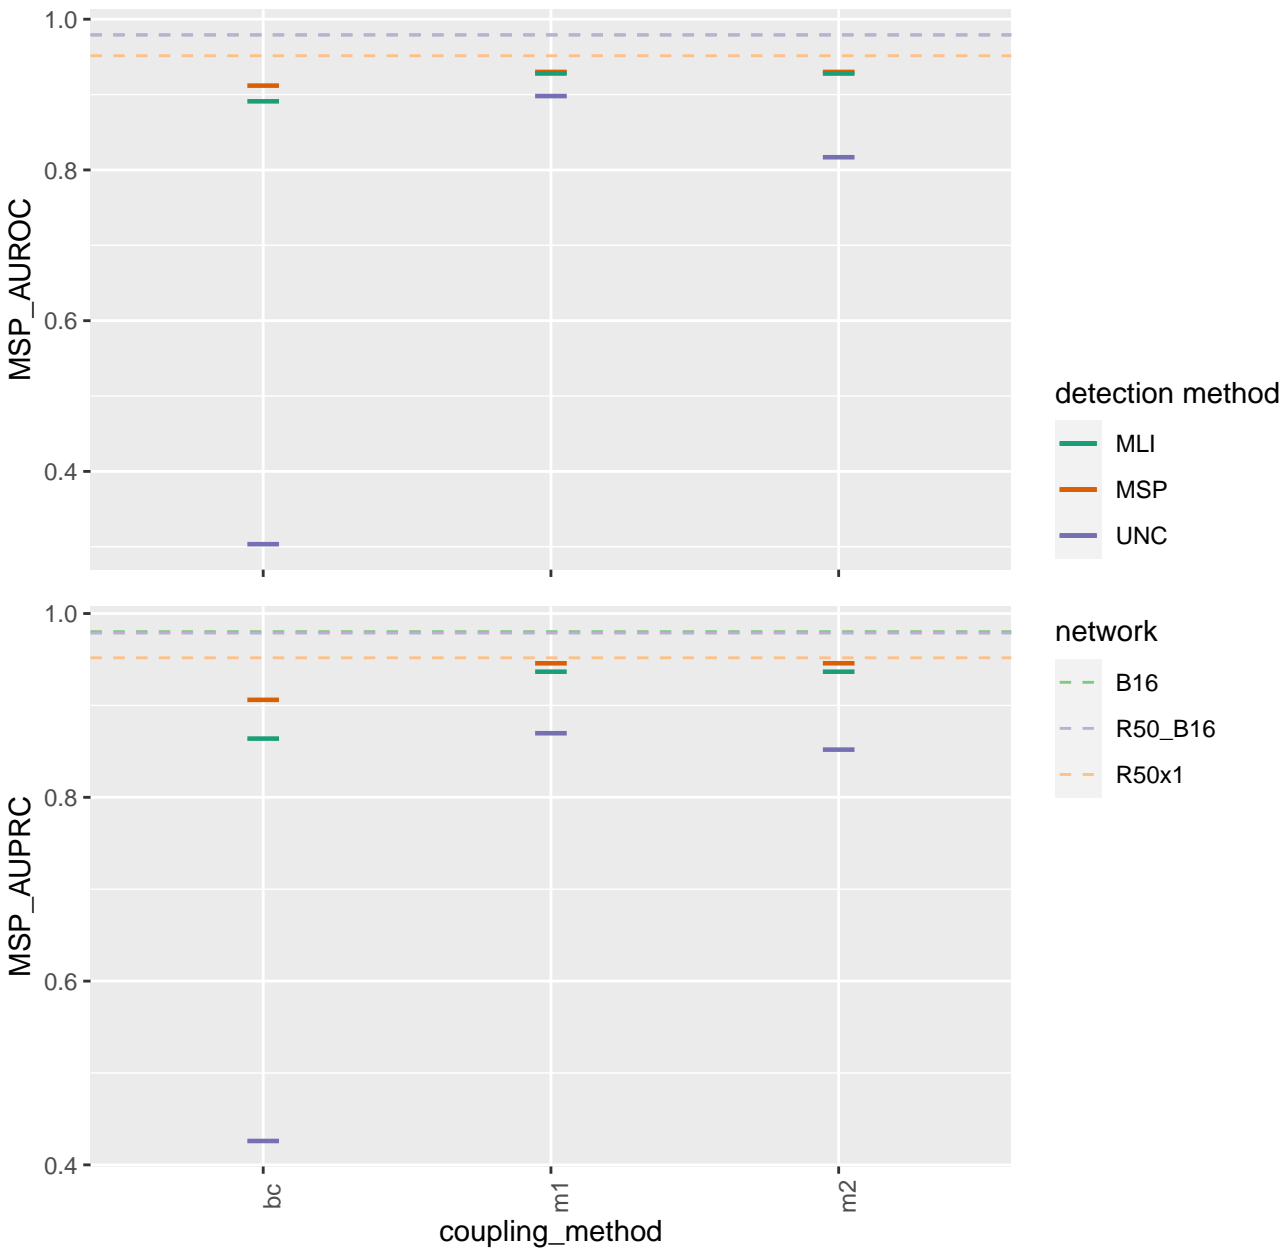 1.0
0.8
0.6
0.4
MSP_AUROC
1.0
0.8
0.6
0.4
MSP_AUPRC
bc
m1
m2
coupling_method
detection method
MLI
MSP
UNC
network
B16
R50_B16
R50x1